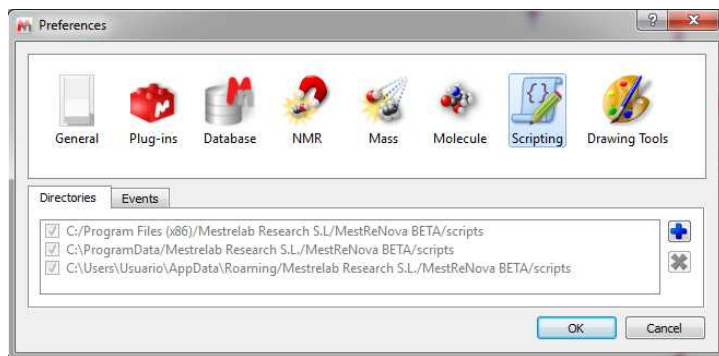 Preferences
General Plug-ins Database NMR Mass Molecule Scripting Drawing Tools
Directories Events
C:/Program Files (x86)/Mestrelab Research S.L/MestReNova BETA/scripts
C:\ProgramData/Mestrelab Research S.L./MestReNova BETA/scripts
C:\Users\Usuario\AppData\Roaming/Mestrelab Research S.L./MestReNova BETA/scripts
OK Cancel